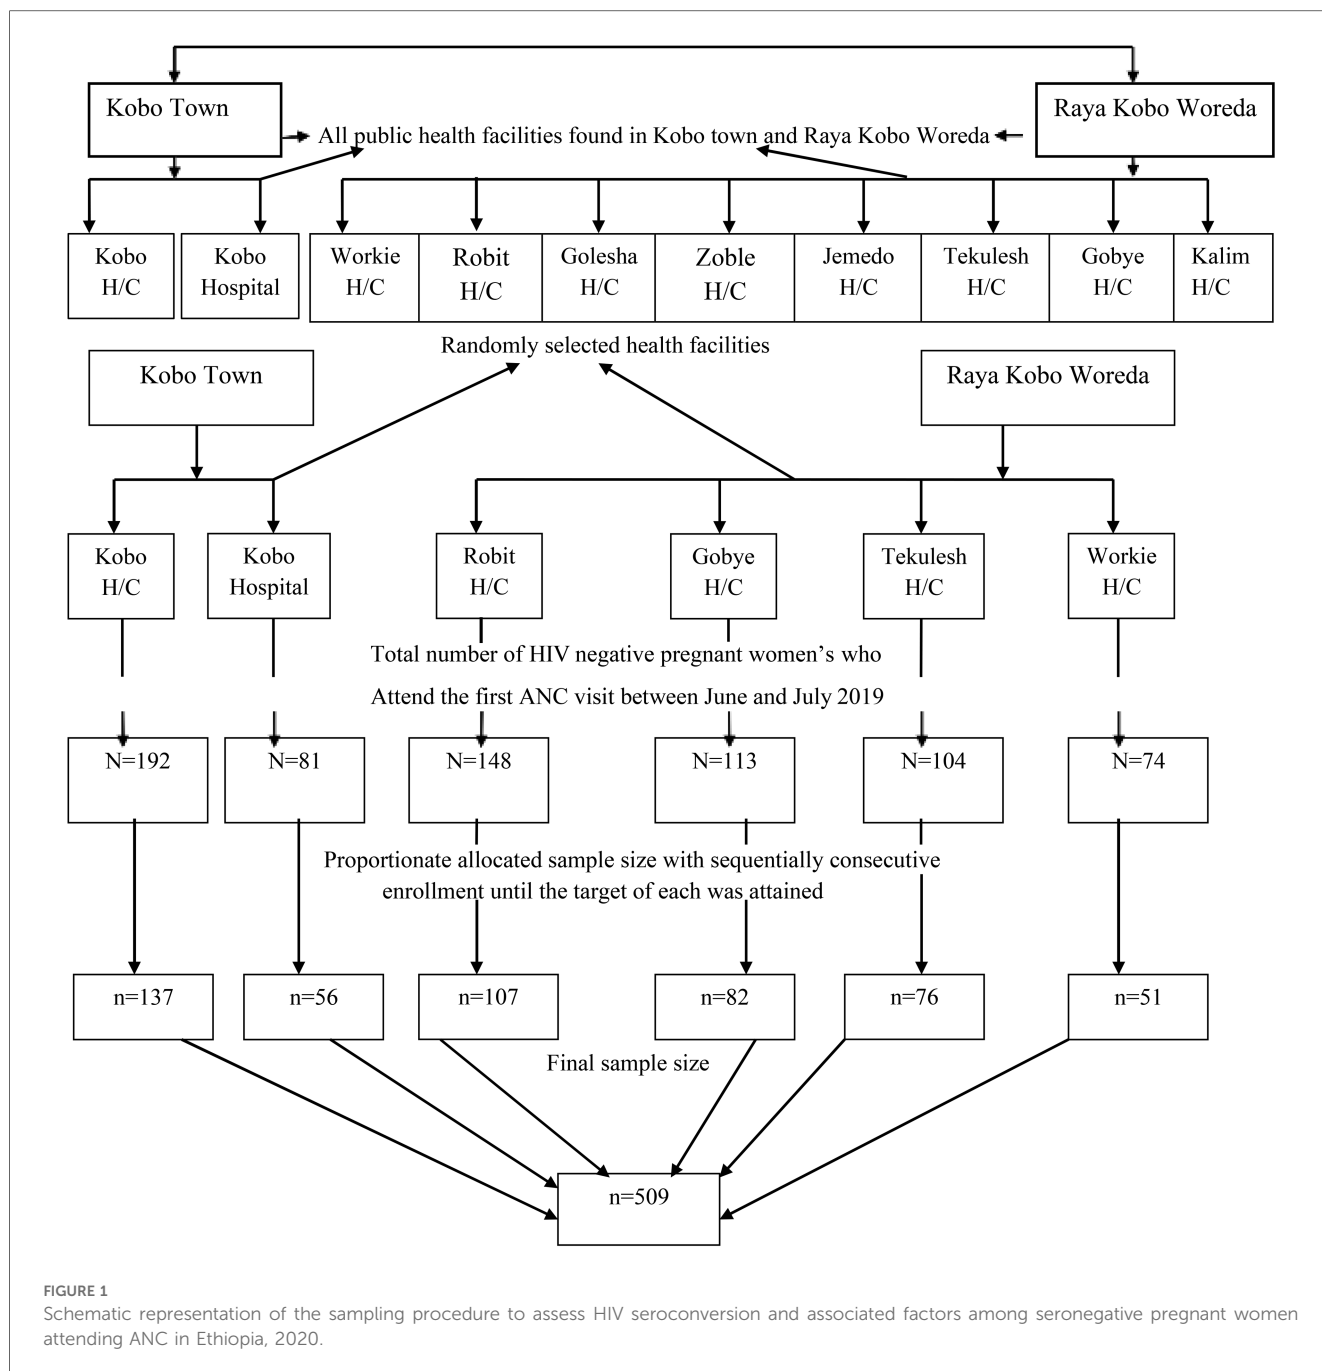 Kobo Town
Raya Kobo Woreda
All public health facilities found in Kobo town and Raya Kobo Woreda
Kobo
H/C
Kobo
Hospital
Workie
H/C
Robit
H/C
Golesha
H/C
Zoble
H/C
Jemedo
H/C
Tekulesh
H/C
Gobye
H/C
Kalim
H/C
Randomly selected health facilities
Kobo Town
Raya Kobo Woreda
Kobo
H/C
Kobo
Hospital
Robit
H/C
Gobye
H/C
Tekulesh
H/C
Workie
H/C
Total number of HIV negative pregnant women’s who
Attend the first ANC visit between June and July 2019
N=192
N=81
N=148
N=113
N=104
N=74
Proportionate allocated sample size with sequentially consecutive
enrollment until the target of each was attained
n=137
n=56
n=107
n=82
n=76
n=51
Final sample size
n=509
FIGURE 1
Schematic representation of the sampling procedure to assess HIV seroconversion and associated factors among seronegative pregnant women
attending ANC in Ethiopia, 2020.